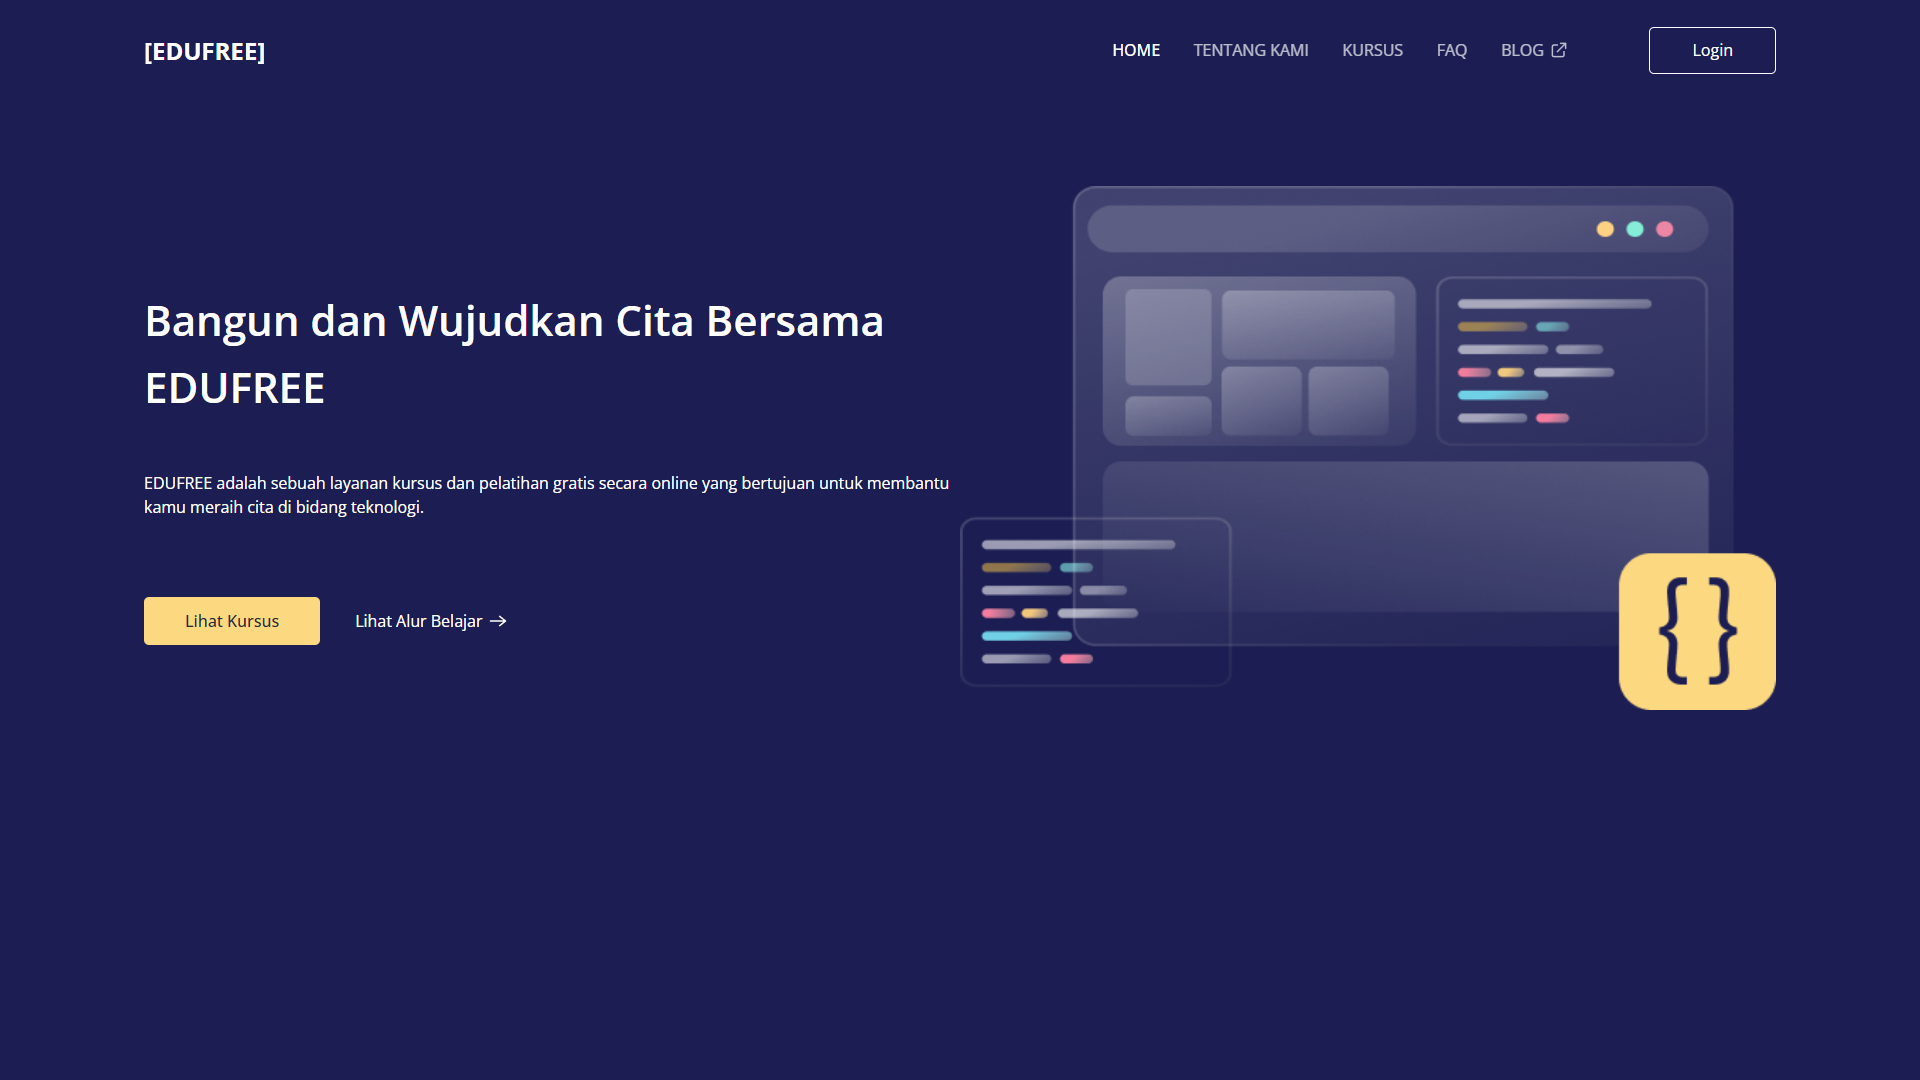 [EDUFREE]
HOME TENTANG KAMI KURSUS FAQ BLOG Login
Bangun dan Wujudkan Cita Bersama
EDUFREE
EDUFREE adalah sebuah layanan kursus dan pelatihan gratis secara online yang bertujuan untuk membantu
kamu meraih cita di bidang teknologi.
Lihat Kursus Lihat Alur Belajar →
{ }